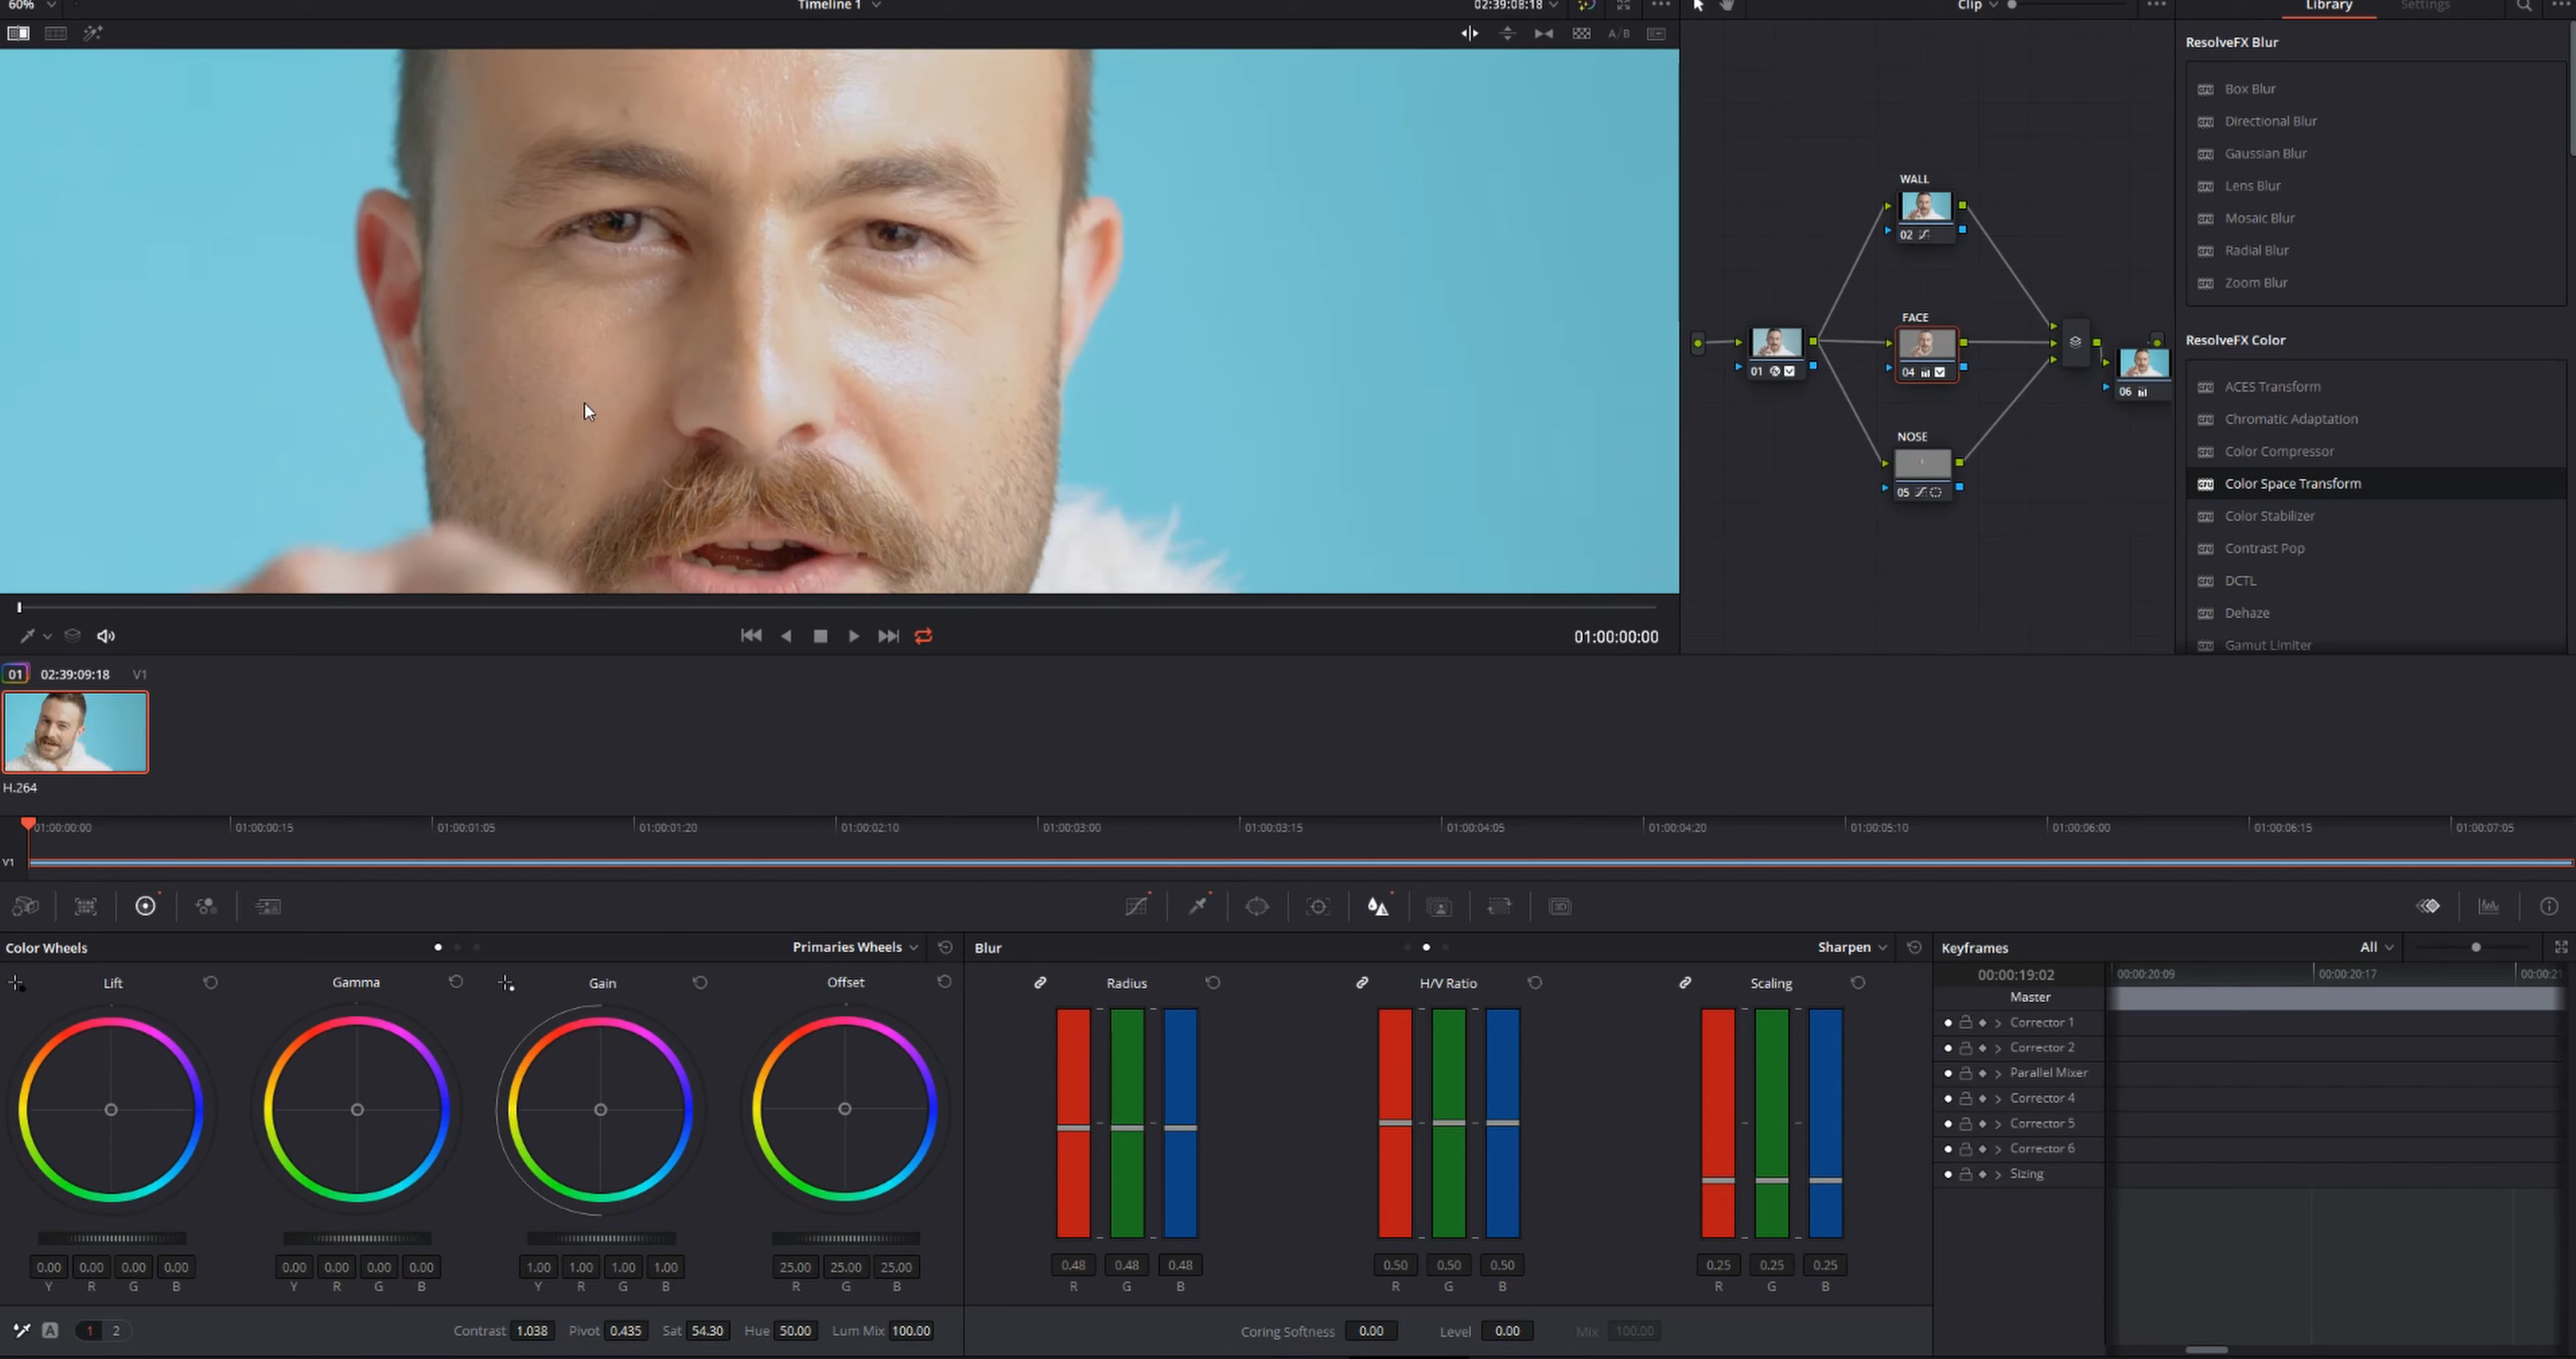 60% Timeline 1 02:39:08:18 Clip Library Settings
A/B
ResolveFX Blur
Box Blur
Directional Blur
Gaussian Blur
Lens Blur
Mosaic Blur
Radial Blur
Zoom Blur
ResolveFX Color
ACES Transform
Chromatic Adaptation
Color Compressor
Color Space Transform
Color Stabilizer
Contrast Pop
DCTL
Dehaze
Gamut Limiter
WALL
02
FACE
01
04
06
NOSE
05
01:00:00:00
01 02:39:09:18 V1
H.264
01:00:00:00 01:00:00:15 01:00:01:05 01:00:01:20 01:00:02:10 01:00:03:00 01:00:03:15 01:00:04:05 01:00:04:20 01:00:05:10 01:00:06:00 01:00:06:15 01:00:07:05
V1
3D
Color Wheels Primaries Wheels
Lift Gamma Gain Offset
0.00 0.00 0.00 0.00 0.00 0.00 0.00 0.00 1.00 1.00 1.00 1.00 25.00 25.00 25.00
Y R G B Y R G B Y R G B R G B
A 1 2 Contrast 1.038 Pivot 0.435 Sat 54.30 Hue 50.00 Lum Mix 100.00
Blur Sharpen
Radius H/V Ratio Scaling
0.48 0.48 0.48 0.50 0.50 0.50 0.25 0.25 0.25
R G B R G B R G B
Coring Softness 0.00 Level 0.00 Mix 100.00
Keyframes All
00:00:19:02 00:00:20:09 00:00:20:17 00:00:21
Master
Corrector 1
Corrector 2
Parallel Mixer
Corrector 4
Corrector 5
Corrector 6
Sizing